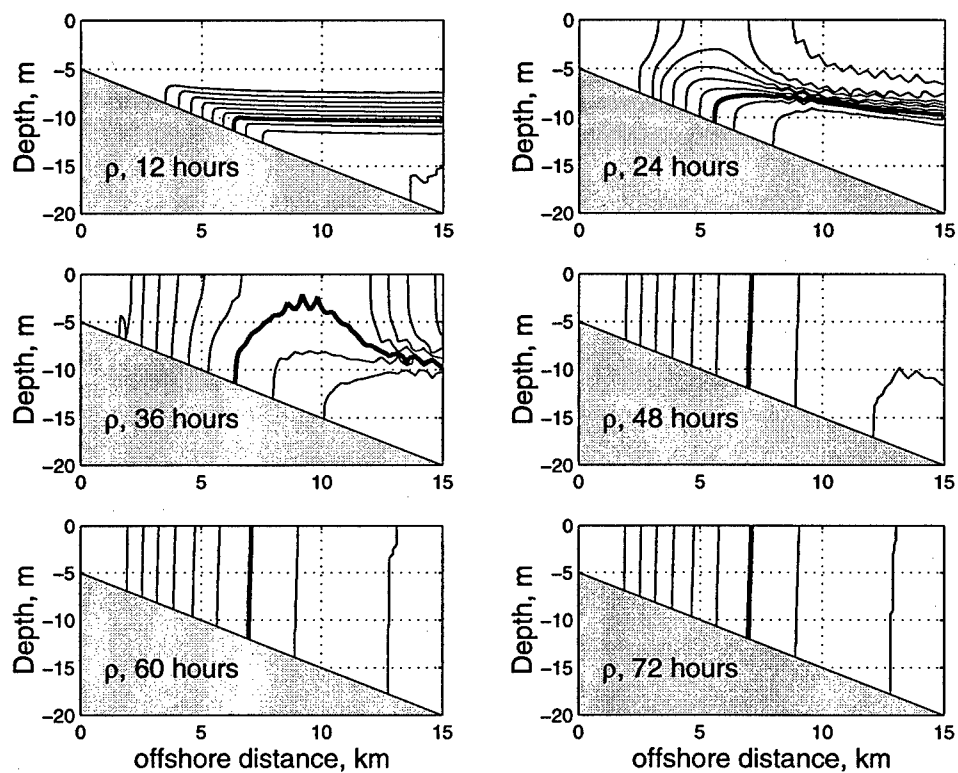 0
−5
−10
−15
−20
Depth, m
ρ, 12 hours
0 5 10 15
0
−5
−10
−15
−20
Depth, m
ρ, 24 hours
0 5 10 15
0
−5
−10
−15
−20
Depth, m
ρ, 36 hours
0 5 10 15
0
−5
−10
−15
−20
Depth, m
ρ, 48 hours
0 5 10 15
0
−5
−10
−15
−20
Depth, m
ρ, 60 hours
0 5 10 15
offshore distance, km
0
−5
−10
−15
−20
Depth, m
ρ, 72 hours
0 5 10 15
offshore distance, km